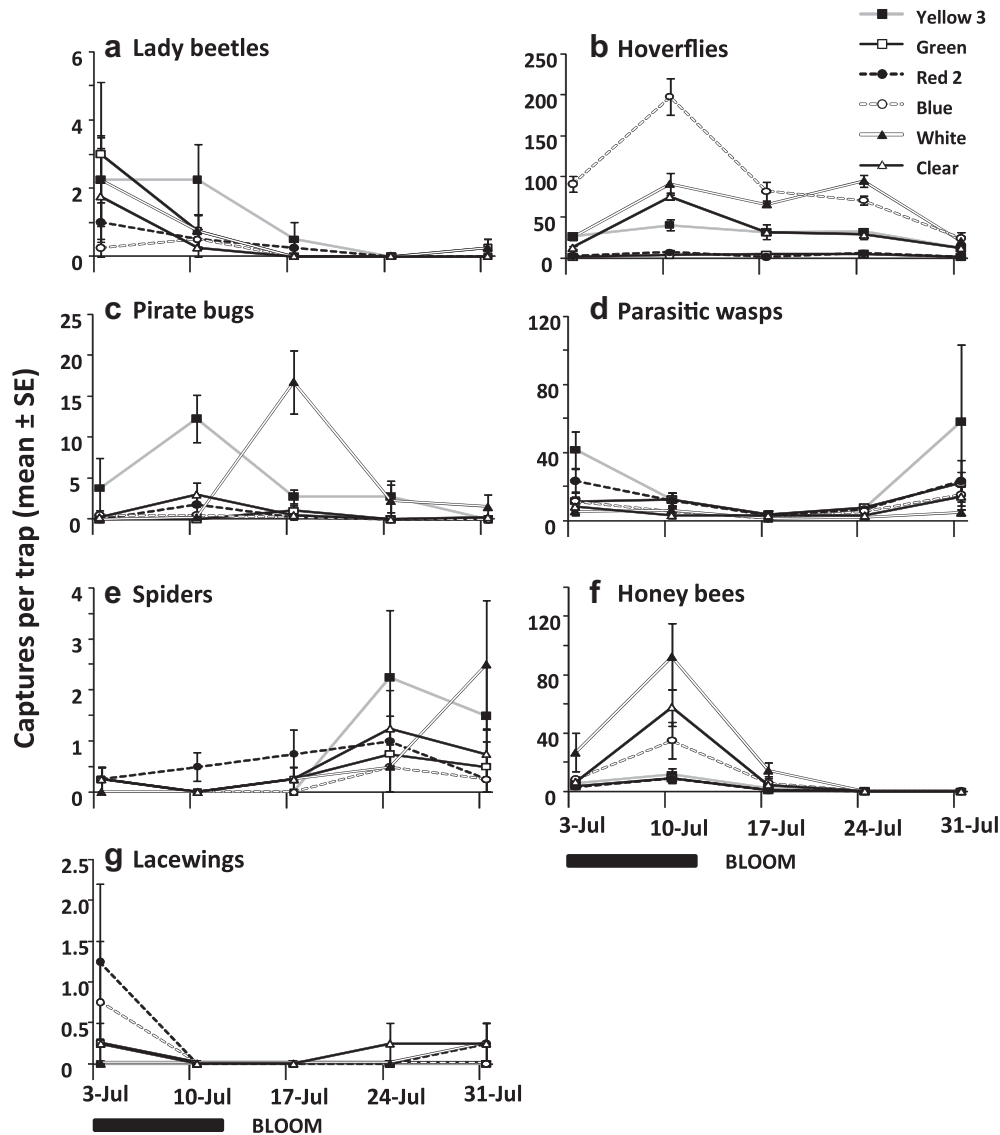 Yellow 3
Green
Red 2
Blue
White
Clear
Captures per trap (mean ± SE)
a Lady beetles
6
4
2
0
b Hoverflies
250
200
150
100
50
0
c Pirate bugs
25
20
15
10
5
0
d Parasitic wasps
120
80
40
0
e Spiders
4
3
2
1
0
f Honey bees
120
80
40
0
3-Jul 10-Jul 17-Jul 24-Jul 31-Jul
BLOOM
g Lacewings
2.5
2.0
1.5
1.0
0.5
0
3-Jul 10-Jul 17-Jul 24-Jul 31-Jul
BLOOM